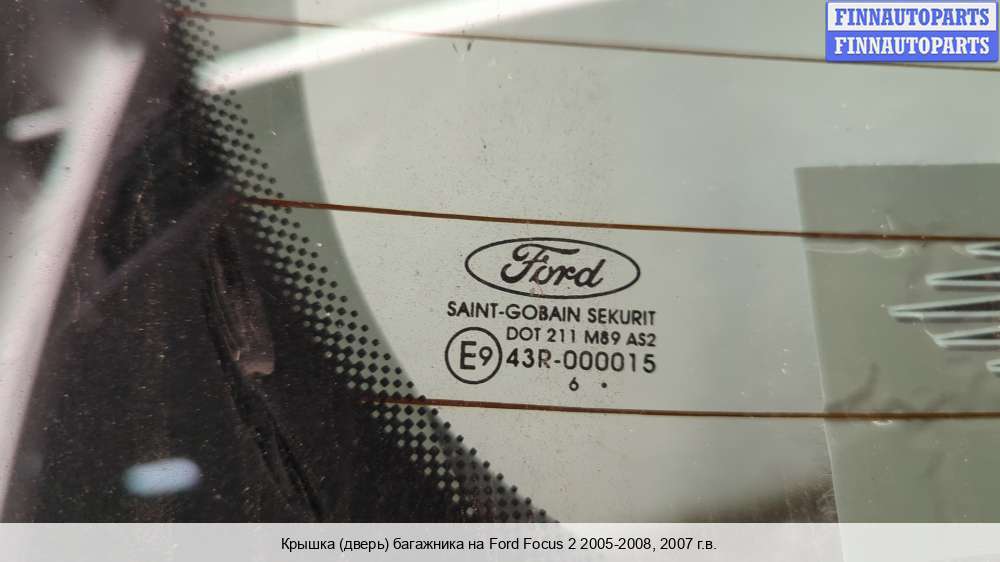 FINNAUTOPARTS
FINNAUTOPARTS
Ford
SAINT-GOBAIN SEKURIT
DOT 211 M89 AS2
E9 43R-000015
6 •
Крышка (дверь) багажника на Ford Focus 2 2005-2008, 2007 г.в.